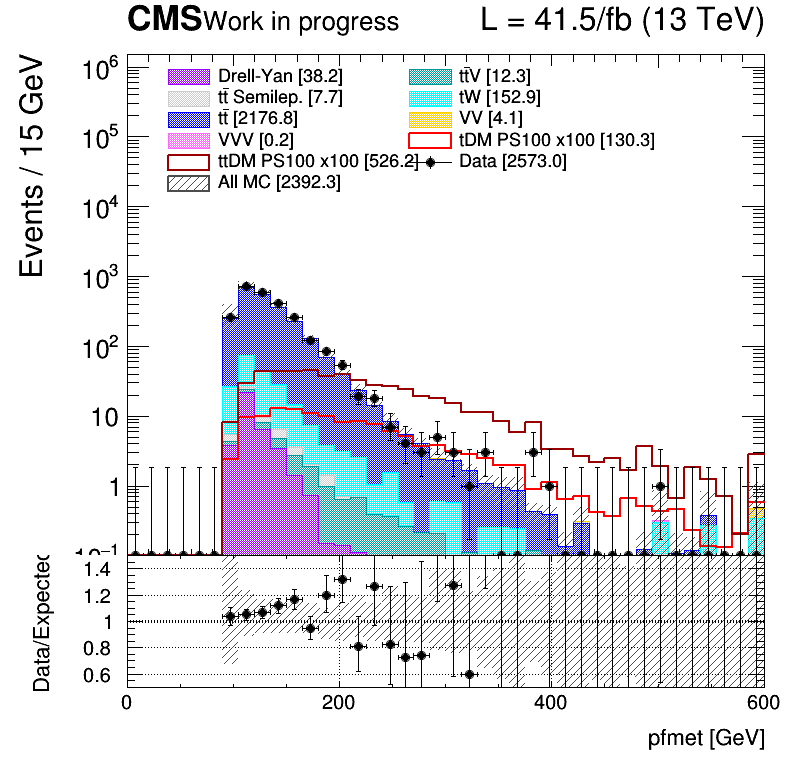 CMS Work in progress L = 41.5/fb (13 TeV)
Events / 15 GeV
10⁶
10⁵
10⁴
10³
10²
10
1
10⁻¹
Drell-Yan [38.2]
tt̄V [12.3]
tt̄ Semilep. [7.7]
tW [152.9]
tt̄ [2176.8]
VV [4.1]
VVV [0.2]
tDM PS100 x100 [130.3]
ttDM PS100 x100 [526.2]
Data [2573.0]
All MC [2392.3]
Data/Expected
1.4
1.2
1
0.8
0.6
0 200 400 600
pfmet [GeV]